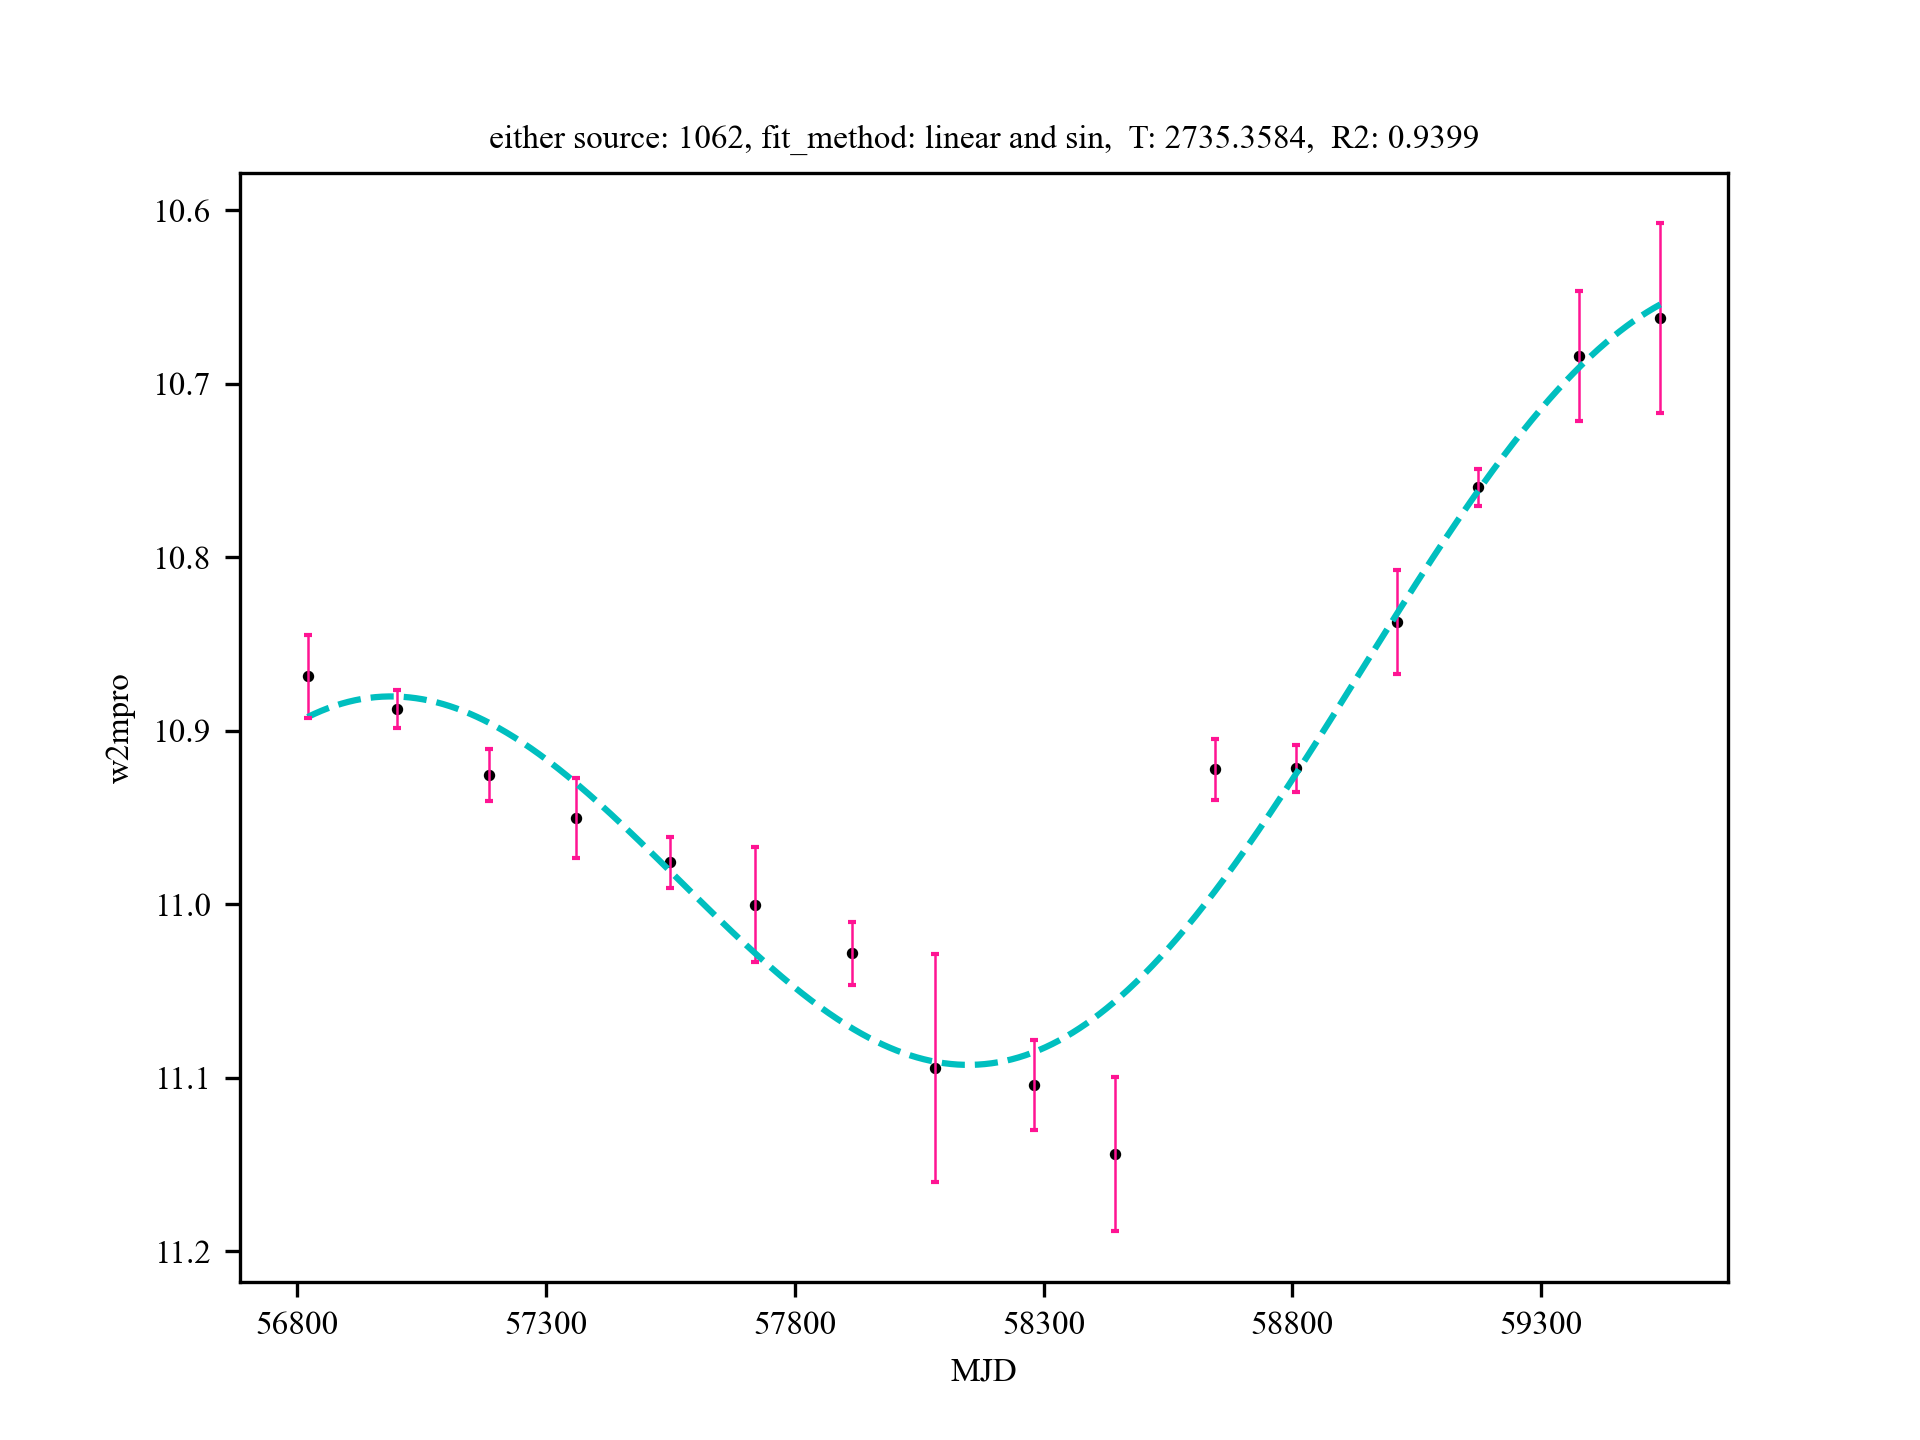 either source: 1062, fit_method: linear and sin,  T: 2735.3584,  R2: 0.9399
10.6
10.7
10.8
10.9
11.0
11.1
11.2
w2mpro
56800 57300 57800 58300 58800 59300
MJD